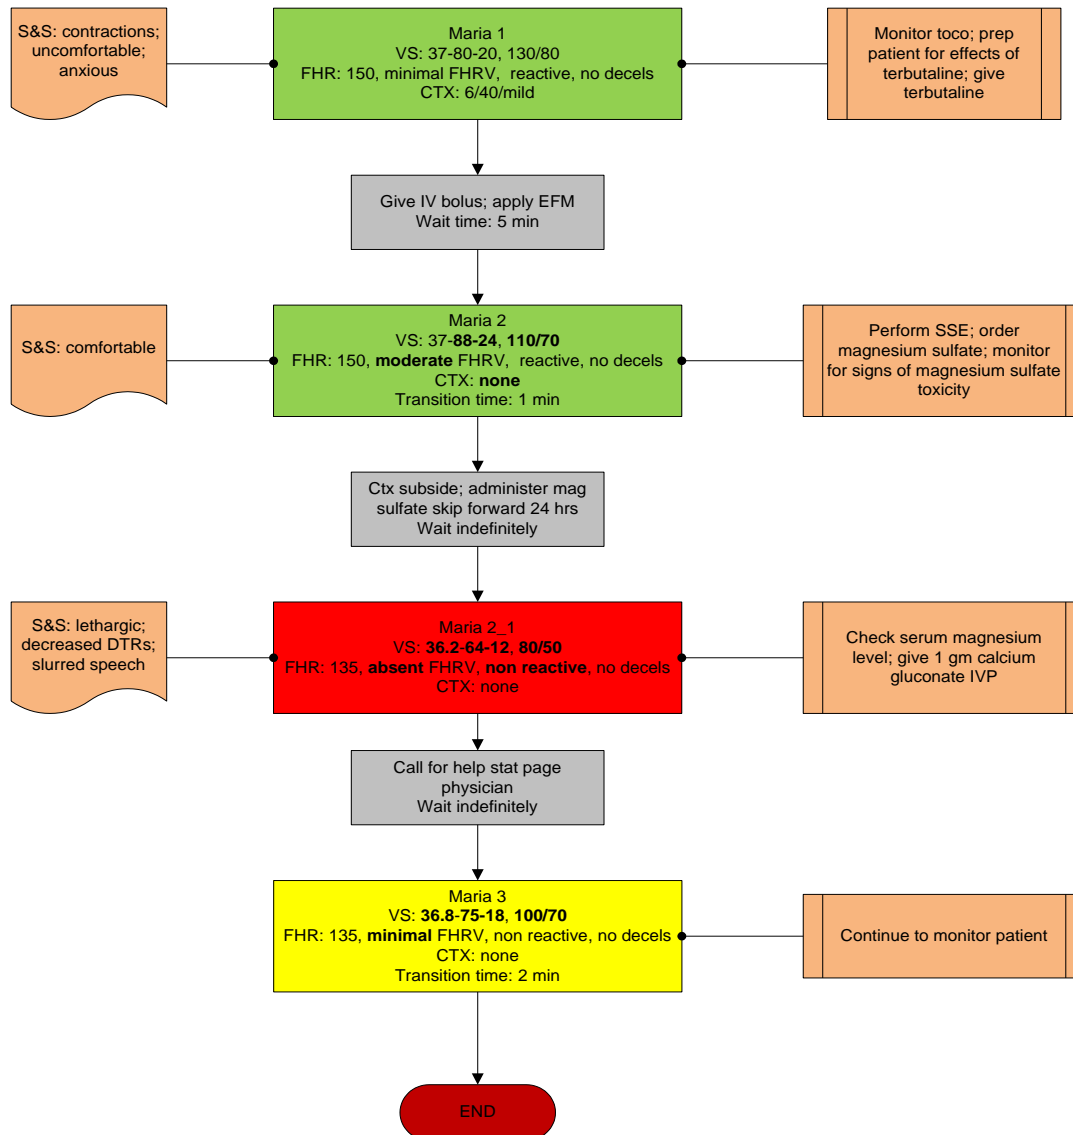 S&S: contractions;
uncomfortable;
anxious
Maria 1
VS: 37-80-20, 130/80
FHR: 150, minimal FHRV, reactive, no decels
CTX: 6/40/mild
Monitor toco; prep
patient for effects of
terbutaline; give
terbutaline
Give IV bolus; apply EFM
Wait time: 5 min
S&S: comfortable
Maria 2
VS: 37-88-24, 110/70
FHR: 150, moderate FHRV, reactive, no decels
CTX: none
Transition time: 1 min
Perform SSE; order
magnesium sulfate; monitor
for signs of magnesium sulfate
toxicity
Ctx subside; administer mag
sulfate skip forward 24 hrs
Wait indefinitely
S&S: lethargic;
decreased DTRs;
slurred speech
Maria 2_1
VS: 36.2-64-12, 80/50
FHR: 135, absent FHRV, non reactive, no decels
CTX: none
Check serum magnesium
level; give 1 gm calcium
gluconate IVP
Call for help stat page
physician
Wait indefinitely
Maria 3
VS: 36.8-75-18, 100/70
FHR: 135, minimal FHRV, non reactive, no decels
CTX: none
Transition time: 2 min
Continue to monitor patient
END